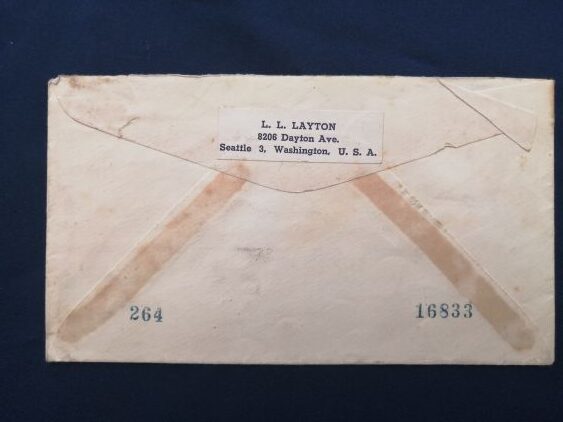 L. L. LAYTON
8206 Dayton Ave.
Seattle 3, Washington, U. S. A.
264
16833